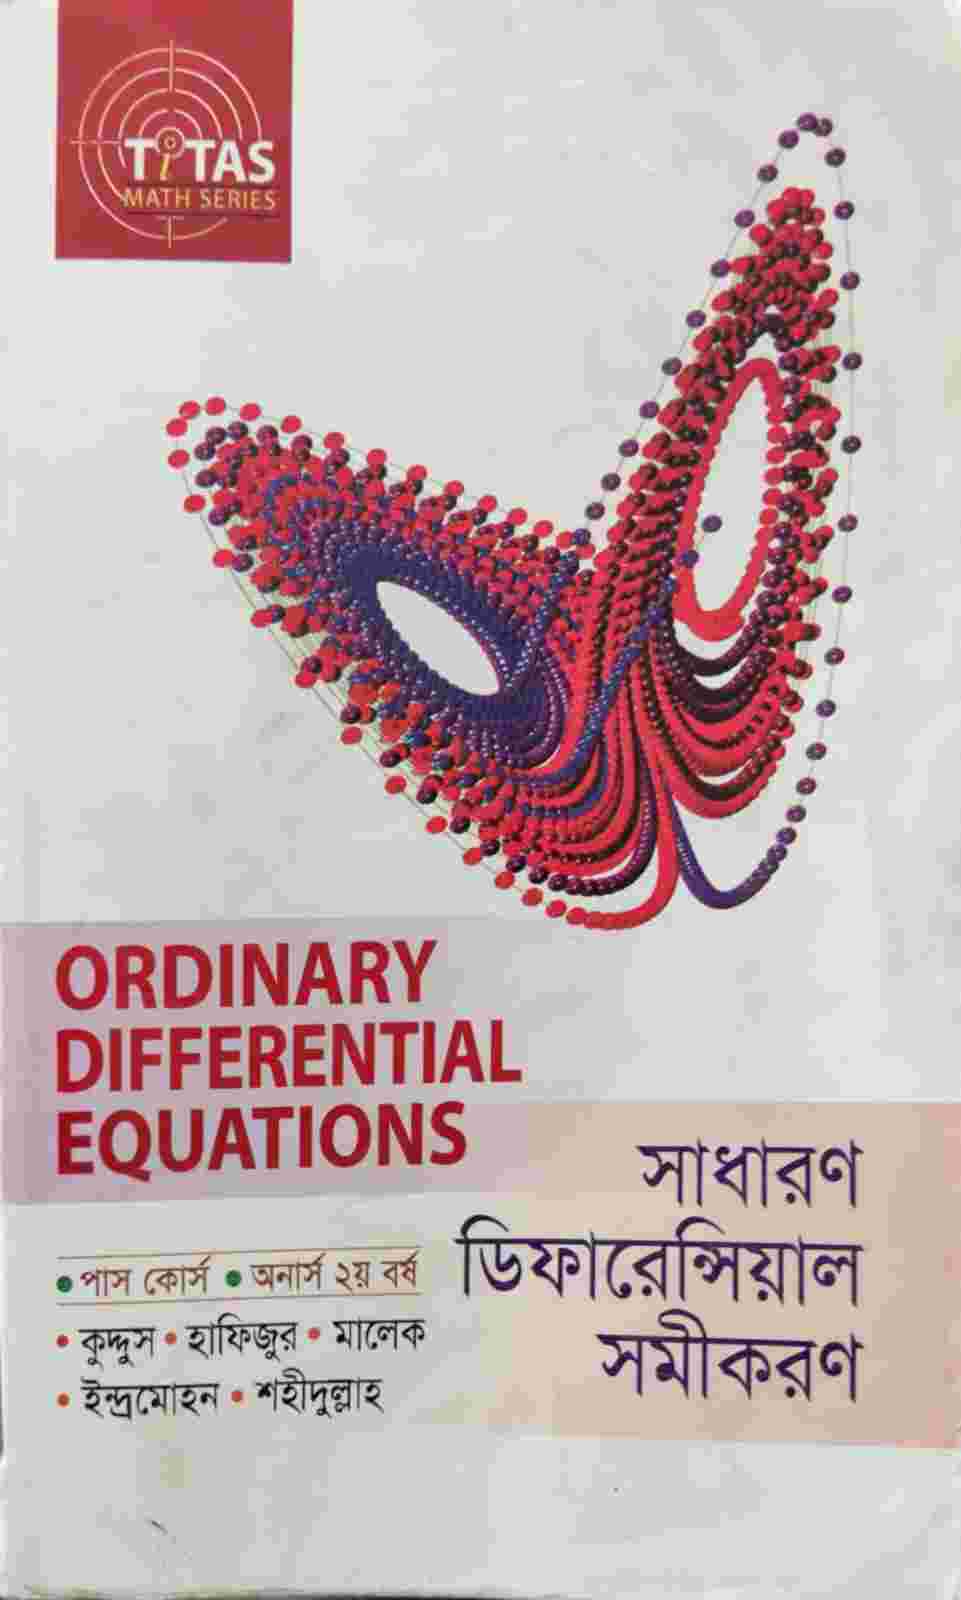 TiTAS
MATH SERIES
ORDINARY
DIFFERENTIAL
EQUATIONS
সাধারণ
ডিফারেন্সিয়াল
সমীকরণ
• পাস কোর্স • অনার্স ২য় বর্ষ
• কুদ্দুস • হাফিজুর • মালেক
• ইন্দ্রমোহন • শহীদুল্লাহ